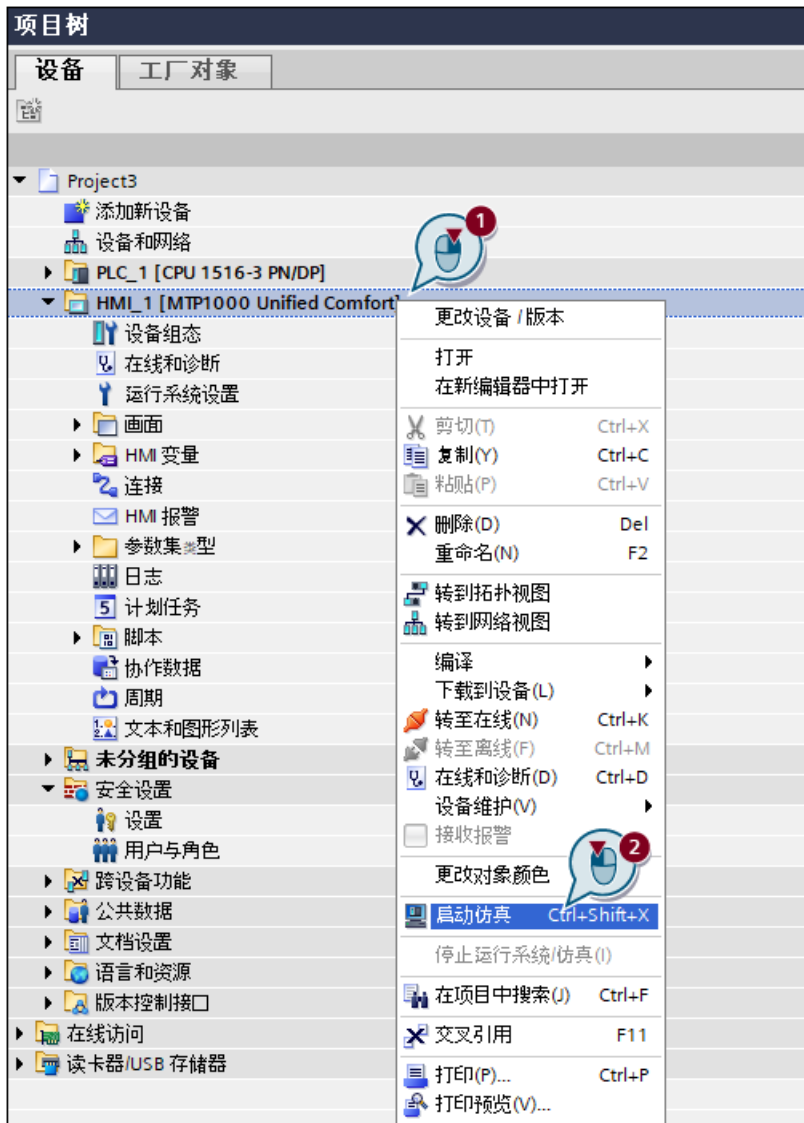 项目树
设备
工厂对象
Project3
添加新设备
设备和网络
1
PLC_1 [CPU 1516-3 PN/DP]
HMI_1 [MTP1000 Unified Comfort]
设备组态
在线和诊断
运行系统设置
画面
HMI 变量
连接
HMI 报警
参数集类型
日志
5 计划任务
脚本
协作数据
周期
文本和图形列表
未分组的设备
安全设置
设置
用户与角色
跨设备功能
公共数据
文档设置
语言和资源
版本控制接口
在线访问
读卡器/USB 存储器
更改设备 / 版本
打开
在新编辑器中打开
剪切(T) Ctrl+X
复制(Y) Ctrl+C
粘贴(P) Ctrl+V
删除(D) Del
重命名(N) F2
转到拓扑视图
转到网络视图
编译
下载到设备(L)
转至在线(N) Ctrl+K
转至离线(F) Ctrl+M
在线和诊断(D) Ctrl+D
设备维护(V)
接收报警
2
更改对象颜色
启动仿真 Ctrl+Shift+X
停止运行系统/仿真(I)
在项目中搜索(J) Ctrl+F
交叉引用 F11
打印(P)... Ctrl+P
打印预览(V)...